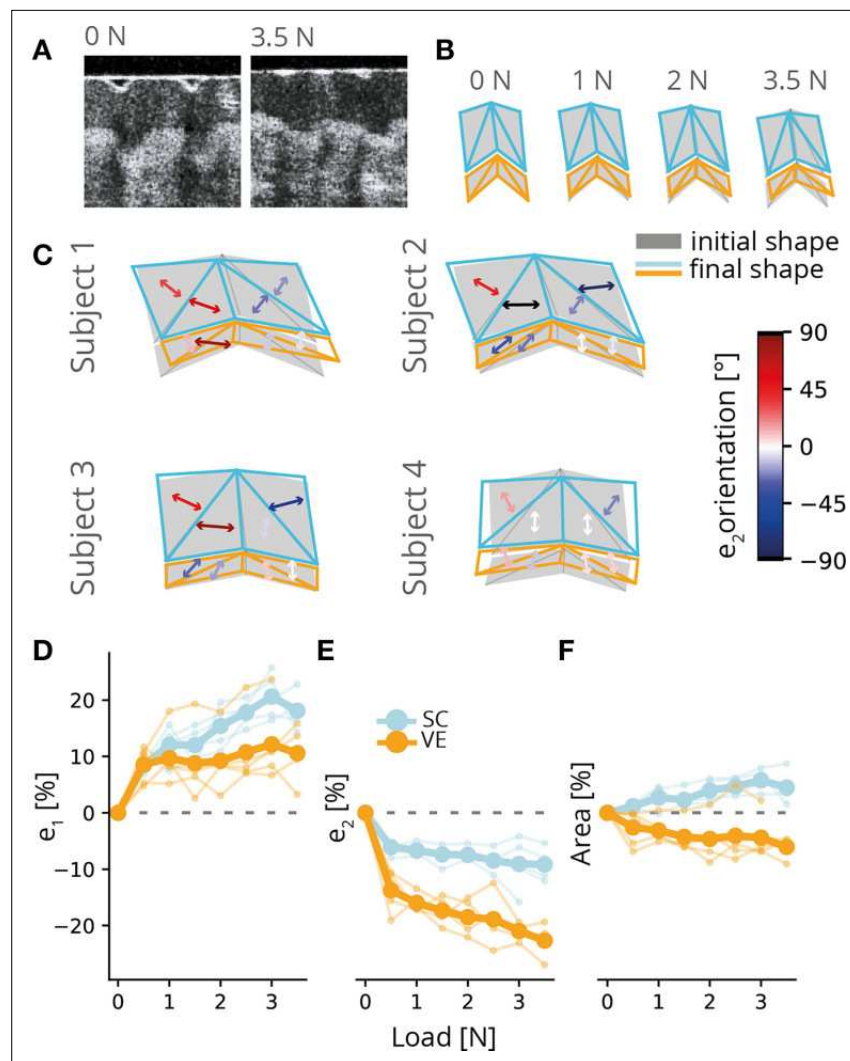 A
0 N
3.5 N
B
0 N
1 N
2 N
3.5 N
initial shape
final shape
C
Subject 1
Subject 2
Subject 3
Subject 4
e₂orientation [°]
90
45
0
−45
−90
D
e₁ [%]
20
10
0
−10
−20
0 1 2 3
E
e₂ [%]
SC
VE
0 1 2 3
F
Area [%]
0 1 2 3
Load [N]